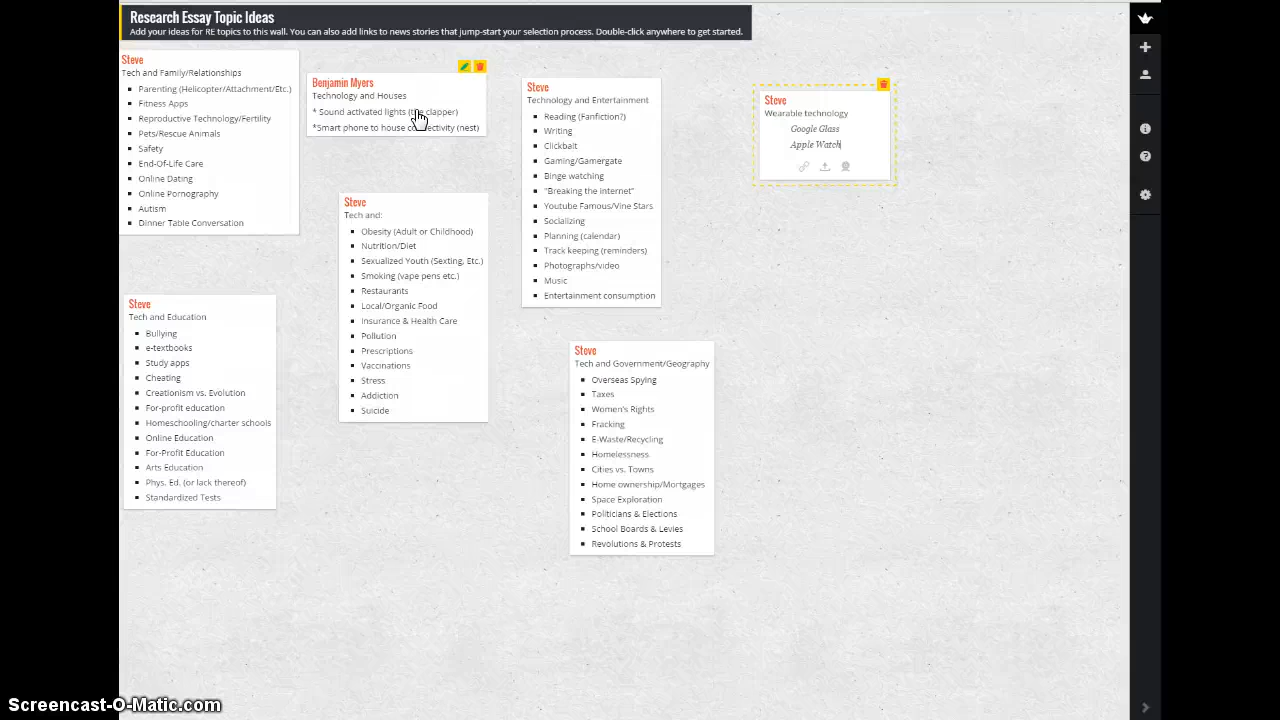 Research Essay Topic Ideas
Add your ideas for RE topics to this wall. You can also add links to news stories that jump-start your selection process. Double-click anywhere to get started.
Steve
Tech and Family/Relationships
Parenting (Helicopter/Attachment/Etc.)
Fitness Apps
Reproductive Technology/Fertility
Pets/Rescue Animals
Safety
End-Of-Life Care
Online Dating
Online Pornography
Autism
Dinner Table Conversation
Benjamin Myers
Technology and Houses
* Sound activated lights (the clapper)
*Smart phone to house connectivity (nest)
Steve
Technology and Entertainment
Reading (Fanfiction?)
Writing
Clickbait
Gaming/Gamergate
Binge watching
"Breaking the internet"
Youtube Famous/Vine Stars
Socializing
Planning (calendar)
Track keeping (reminders)
Photographs/video
Music
Entertainment consumption
Steve
Wearable technology
Google Glass
Apple Watch
Steve
Tech and:
Obesity (Adult or Childhood)
Nutrition/Diet
Sexualized Youth (Sexting, Etc.)
Smoking (vape pens etc.)
Restaurants
Local/Organic Food
Insurance & Health Care
Pollution
Prescriptions
Vaccinations
Stress
Addiction
Suicide
Steve
Tech and Education
Bullying
e-textbooks
Study apps
Cheating
Creationism vs. Evolution
For-profit education
Homeschooling/charter schools
Online Education
For-Profit Education
Arts Education
Phys. Ed. (or lack thereof)
Standardized Tests
Steve
Tech and Government/Geography
Overseas Spying
Taxes
Women's Rights
Fracking
E-Waste/Recycling
Homelessness
Cities vs. Towns
Home ownership/Mortgages
Space Exploration
Politicians & Elections
School Boards & Levies
Revolutions & Protests
Screencast-O-Matic.com